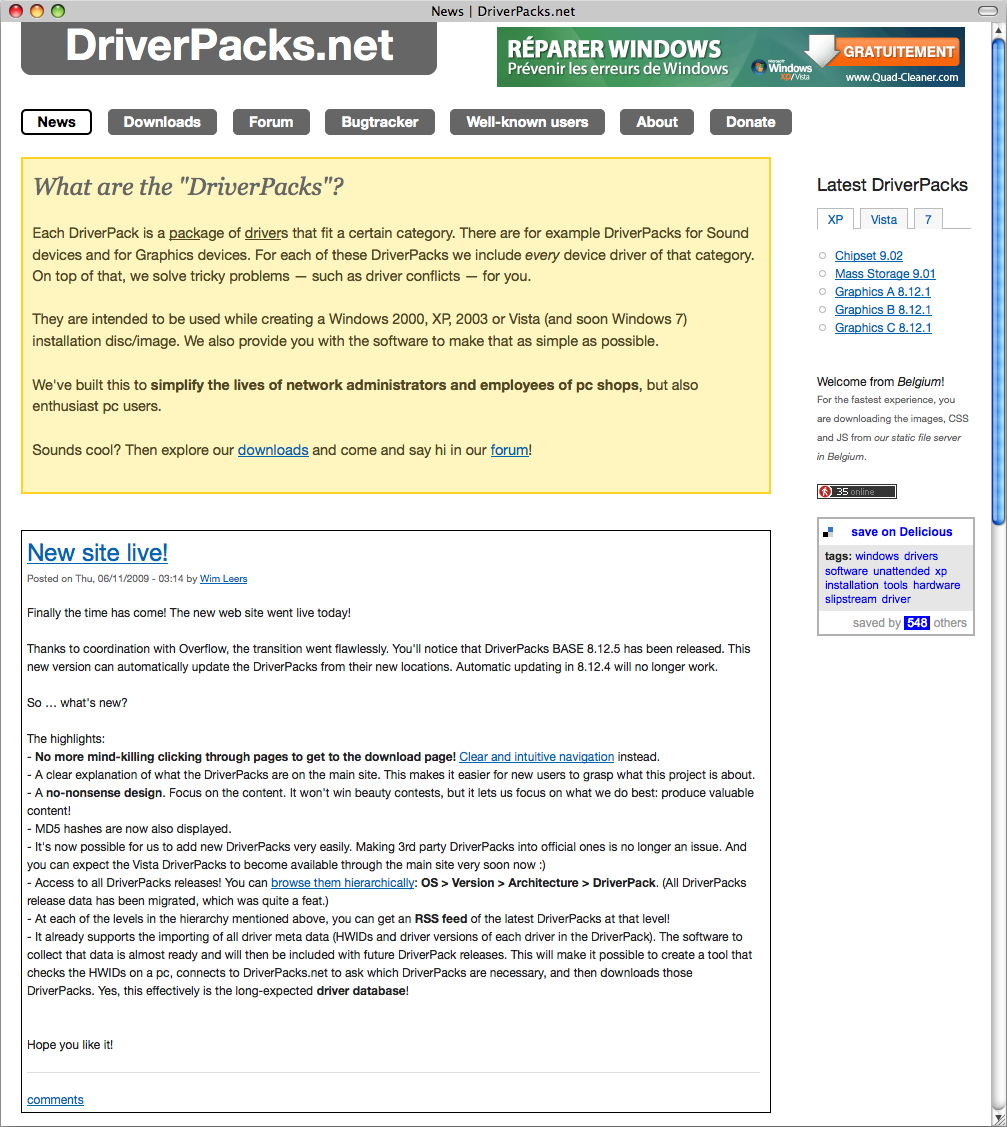 News | DriverPacks.net
DriverPacks.net
RÉPARER WINDOWS
Prévenir les erreurs de Windows
Microsoft
Windows
xp/Vista
GRATUITEMENT
www.Quad-Cleaner.com
News
Downloads
Forum
Bugtracker
Well-known users
About
Donate
What are the "DriverPacks"?
Each DriverPack is a package of drivers that fit a certain category. There are for example DriverPacks for Sound
devices and for Graphics devices. For each of these DriverPacks we include every device driver of that category.
On top of that, we solve tricky problems — such as driver conflicts — for you.
They are intended to be used while creating a Windows 2000, XP, 2003 or Vista (and soon Windows 7)
installation disc/image. We also provide you with the software to make that as simple as possible.
We've built this to simplify the lives of network administrators and employees of pc shops, but also
enthusiast pc users.
Sounds cool? Then explore our downloads and come and say hi in our forum!
Latest DriverPacks
XP
Vista
7
Chipset 9.02
Mass Storage 9.01
Graphics A 8.12.1
Graphics B 8.12.1
Graphics C 8.12.1
Welcome from Belgium!
For the fastest experience, you
are downloading the images, CSS
and JS from our static file server
in Belgium.
35 online
save on Delicious
tags: windows drivers
software unattended xp
installation tools hardware
slipstream driver
saved by 548 others
New site live!
Posted on Thu, 06/11/2009 - 03:14 by Wim Leers
Finally the time has come! The new web site went live today!
Thanks to coordination with Overflow, the transition went flawlessly. You'll notice that DriverPacks BASE 8.12.5 has been released. This
new version can automatically update the DriverPacks from their new locations. Automatic updating in 8.12.4 will no longer work.
So … what's new?
The highlights:
- No more mind-killing clicking through pages to get to the download page! Clear and intuitive navigation instead.
- A clear explanation of what the DriverPacks are on the main site. This makes it easier for new users to grasp what this project is about.
- A no-nonsense design. Focus on the content. It won't win beauty contests, but it lets us focus on what we do best: produce valuable
content!
- MD5 hashes are now also displayed.
- It's now possible for us to add new DriverPacks very easily. Making 3rd party DriverPacks into official ones is no longer an issue. And
you can expect the Vista DriverPacks to become available through the main site very soon now :)
- Access to all DriverPacks releases! You can browse them hierarchically: OS > Version > Architecture > DriverPack. (All DriverPacks
release data has been migrated, which was quite a feat.)
- At each of the levels in the hierarchy mentioned above, you can get an RSS feed of the latest DriverPacks at that level!
- It already supports the importing of all driver meta data (HWIDs and driver versions of each driver in the DriverPack). The software to
collect that data is almost ready and will then be included with future DriverPack releases. This will make it possible to create a tool that
checks the HWIDs on a pc, connects to DriverPacks.net to ask which DriverPacks are necessary, and then downloads those
DriverPacks. Yes, this effectively is the long-expected driver database!
Hope you like it!
comments